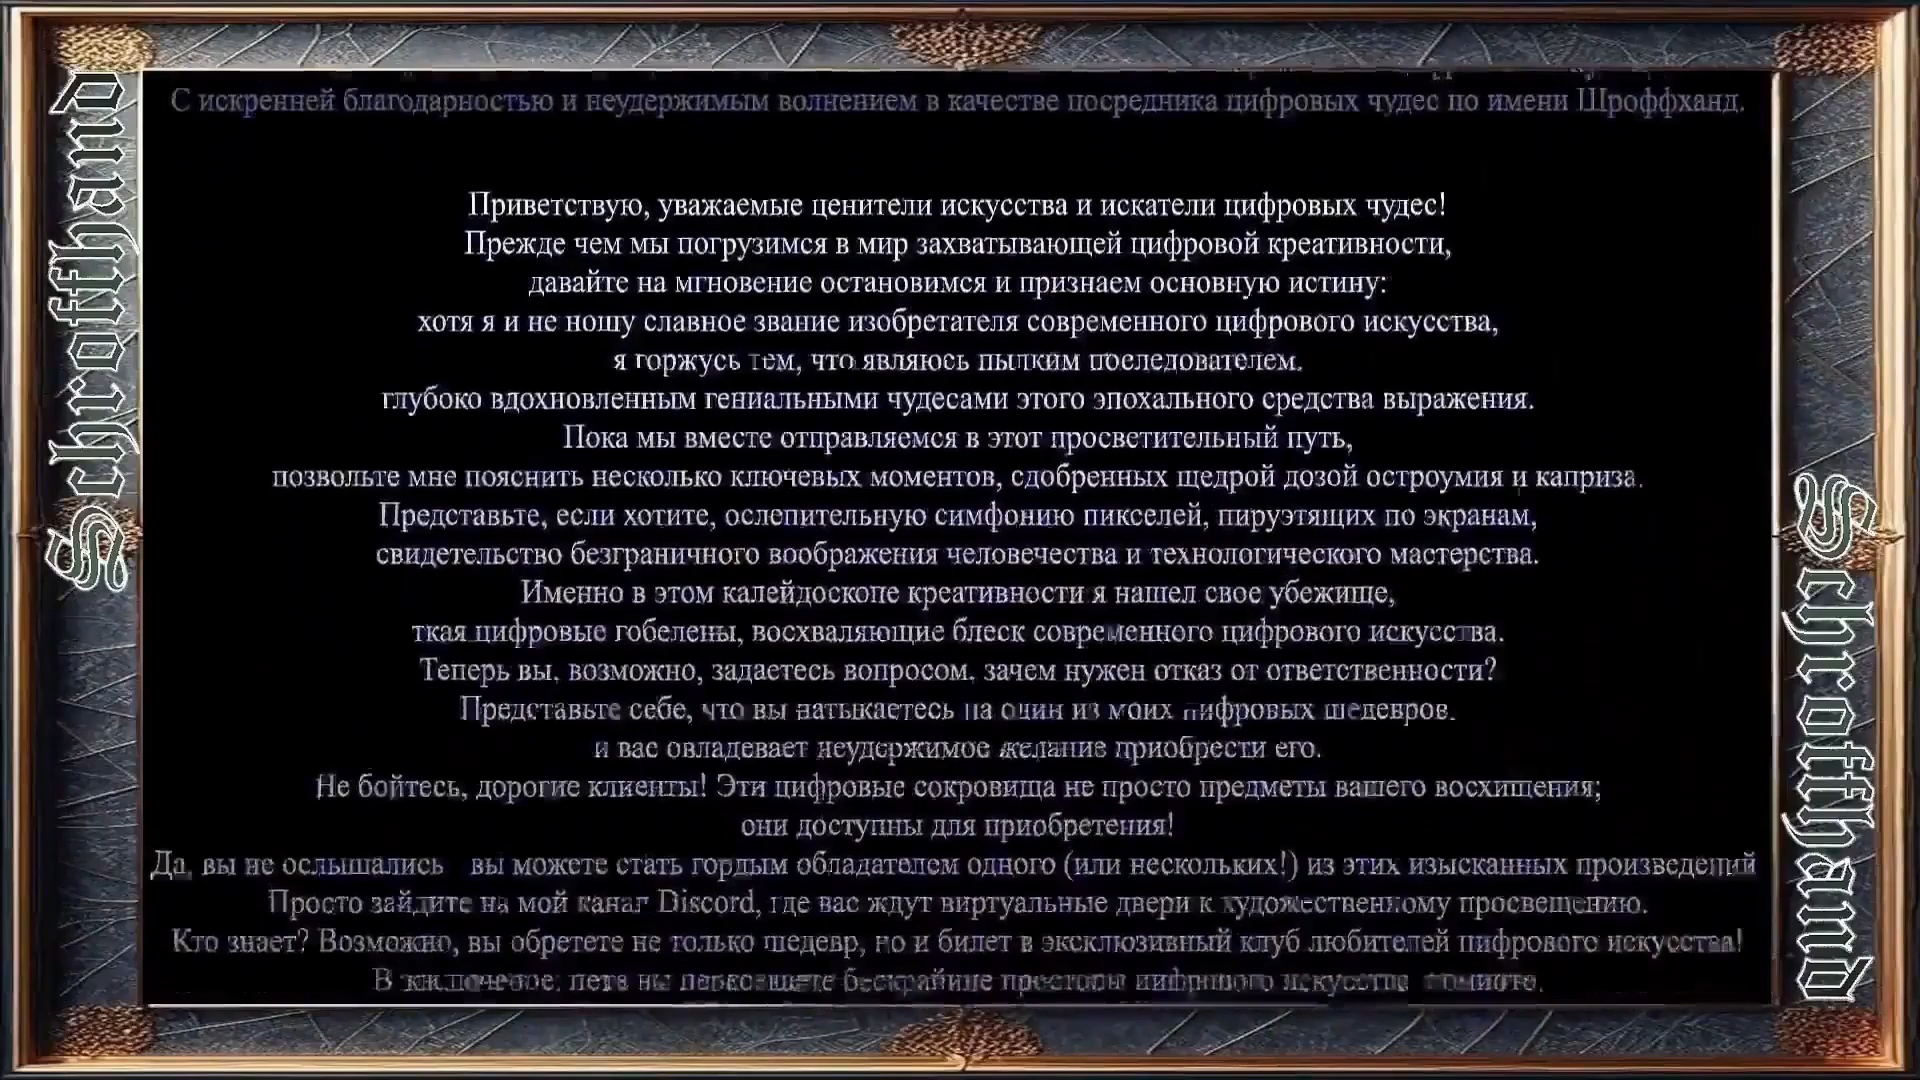 Schroffhand
С искренней благодарностью и неудержимым волнением в качестве посредника цифровых чудес по имени Шроффханд.
Приветствую, уважаемые ценители искусства и искатели цифровых чудес!
Прежде чем мы погрузимся в мир захватывающей цифровой креативности,
давайте на мгновение остановимся и признаем основную истину:
хотя я и не ношу славное звание изобретателя современного цифрового искусства,
я горжусь тем, что являюсь пылким последователем.
глубоко вдохновленным гениальными чудесами этого эпохального средства выражения.
Пока мы вместе отправляемся в этот просветительный путь,
позвольте мне пояснить несколько ключевых моментов, сдобренных щедрой дозой остроумия и каприза.
Представьте, если хотите, ослепительную симфонию пикселей, пируэтящих по экранам,
свидетельство безграничного воображения человечества и технологического мастерства.
Именно в этом калейдоскопе креативности я нашел свое убежище,
ткая цифровые гобелены, восхваляющие блеск современного цифрового искусства.
Теперь вы, возможно, задаетесь вопросом, зачем нужен отказ от ответственности?
Представьте себе, что вы натыкаетесь на один из моих цифровых шедевров.
и вас овладевает неудержимое желание приобрести его.
Не бойтесь, дорогие клиенты! Эти цифровые сокровища не просто предметы вашего восхищения;
они доступны для приобретения!
Да, вы не ослышались вы можете стать гордым обладателем одного (или нескольких!) из этих изысканных произведений
Просто зайдите на мой канал Discord, где вас ждут виртуальные двери к художественному просвещению.
Кто знает? Возможно, вы обретете не только шедевр, но и билет в эксклюзивный клуб любителей цифрового искусства!
В бескрайние просторы цифрового искусства
Schroffhand